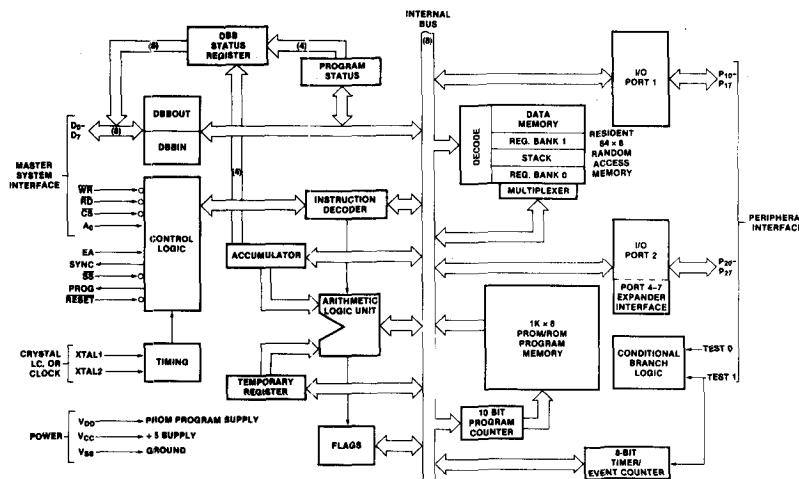 INTERNAL
BUS
(8)
DBB
STATUS
REGISTER
(8)
(4)
PROGRAM
STATUS
I/O
PORT 1
P10-
P17
D0-
D7
(8)
DBBOUT
DBBIN
DECODE
DATA
MEMORY
REG. BANK 1
STACK
REG. BANK 0
MULTIPLEXER
RESIDENT
64 × 8
RANDOM
ACCESS
MEMORY
MASTER
SYSTEM
INTERFACE
WR
RD
CS
A0
(4)
CONTROL
LOGIC
INSTRUCTION
DECODER
PERIPHERAL
INTERFACE
EA
SYNC
SS
PROG
RESET
ACCUMULATOR
I/O
PORT 2
PORT 4-7
EXPANDER
INTERFACE
P20-
P27
ARITHMETIC
LOGIC UNIT
1K × 8
PROM/ROM
PROGRAM
MEMORY
CRYSTAL
LC. OR
CLOCK
XTAL1
XTAL2
TIMING
CONDITIONAL
BRANCH
LOGIC
TEST 0
TEST 1
TEMPORARY
REGISTER
10 BIT
PROGRAM
COUNTER
POWER
VDD
PROM PROGRAM SUPPLY
VCC
+ 5 SUPPLY
VSS
GROUND
FLAGS
8-BIT
TIMER/
EVENT COUNTER